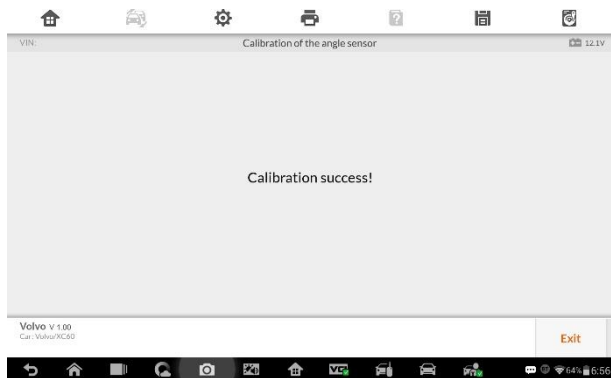 VIN:
Calibration of the angle sensor
12.1V
Calibration success!
Volvo V 1.00
Car: Volvo/XC60
Exit
64% 6:56